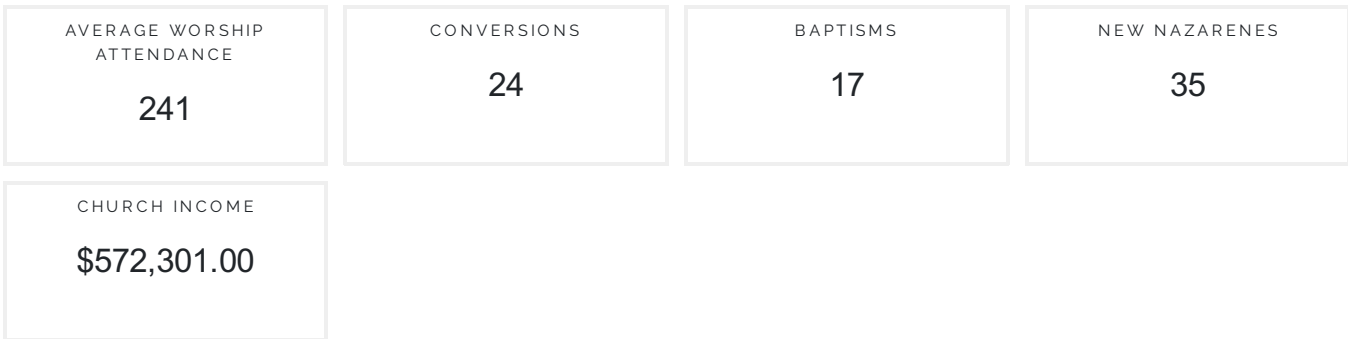 AVERAGE WORSHIP
ATTENDANCE
241
CONVERSIONS
24
BAPTISMS
17
NEW NAZARENES
35
CHURCH INCOME
$572,301.00